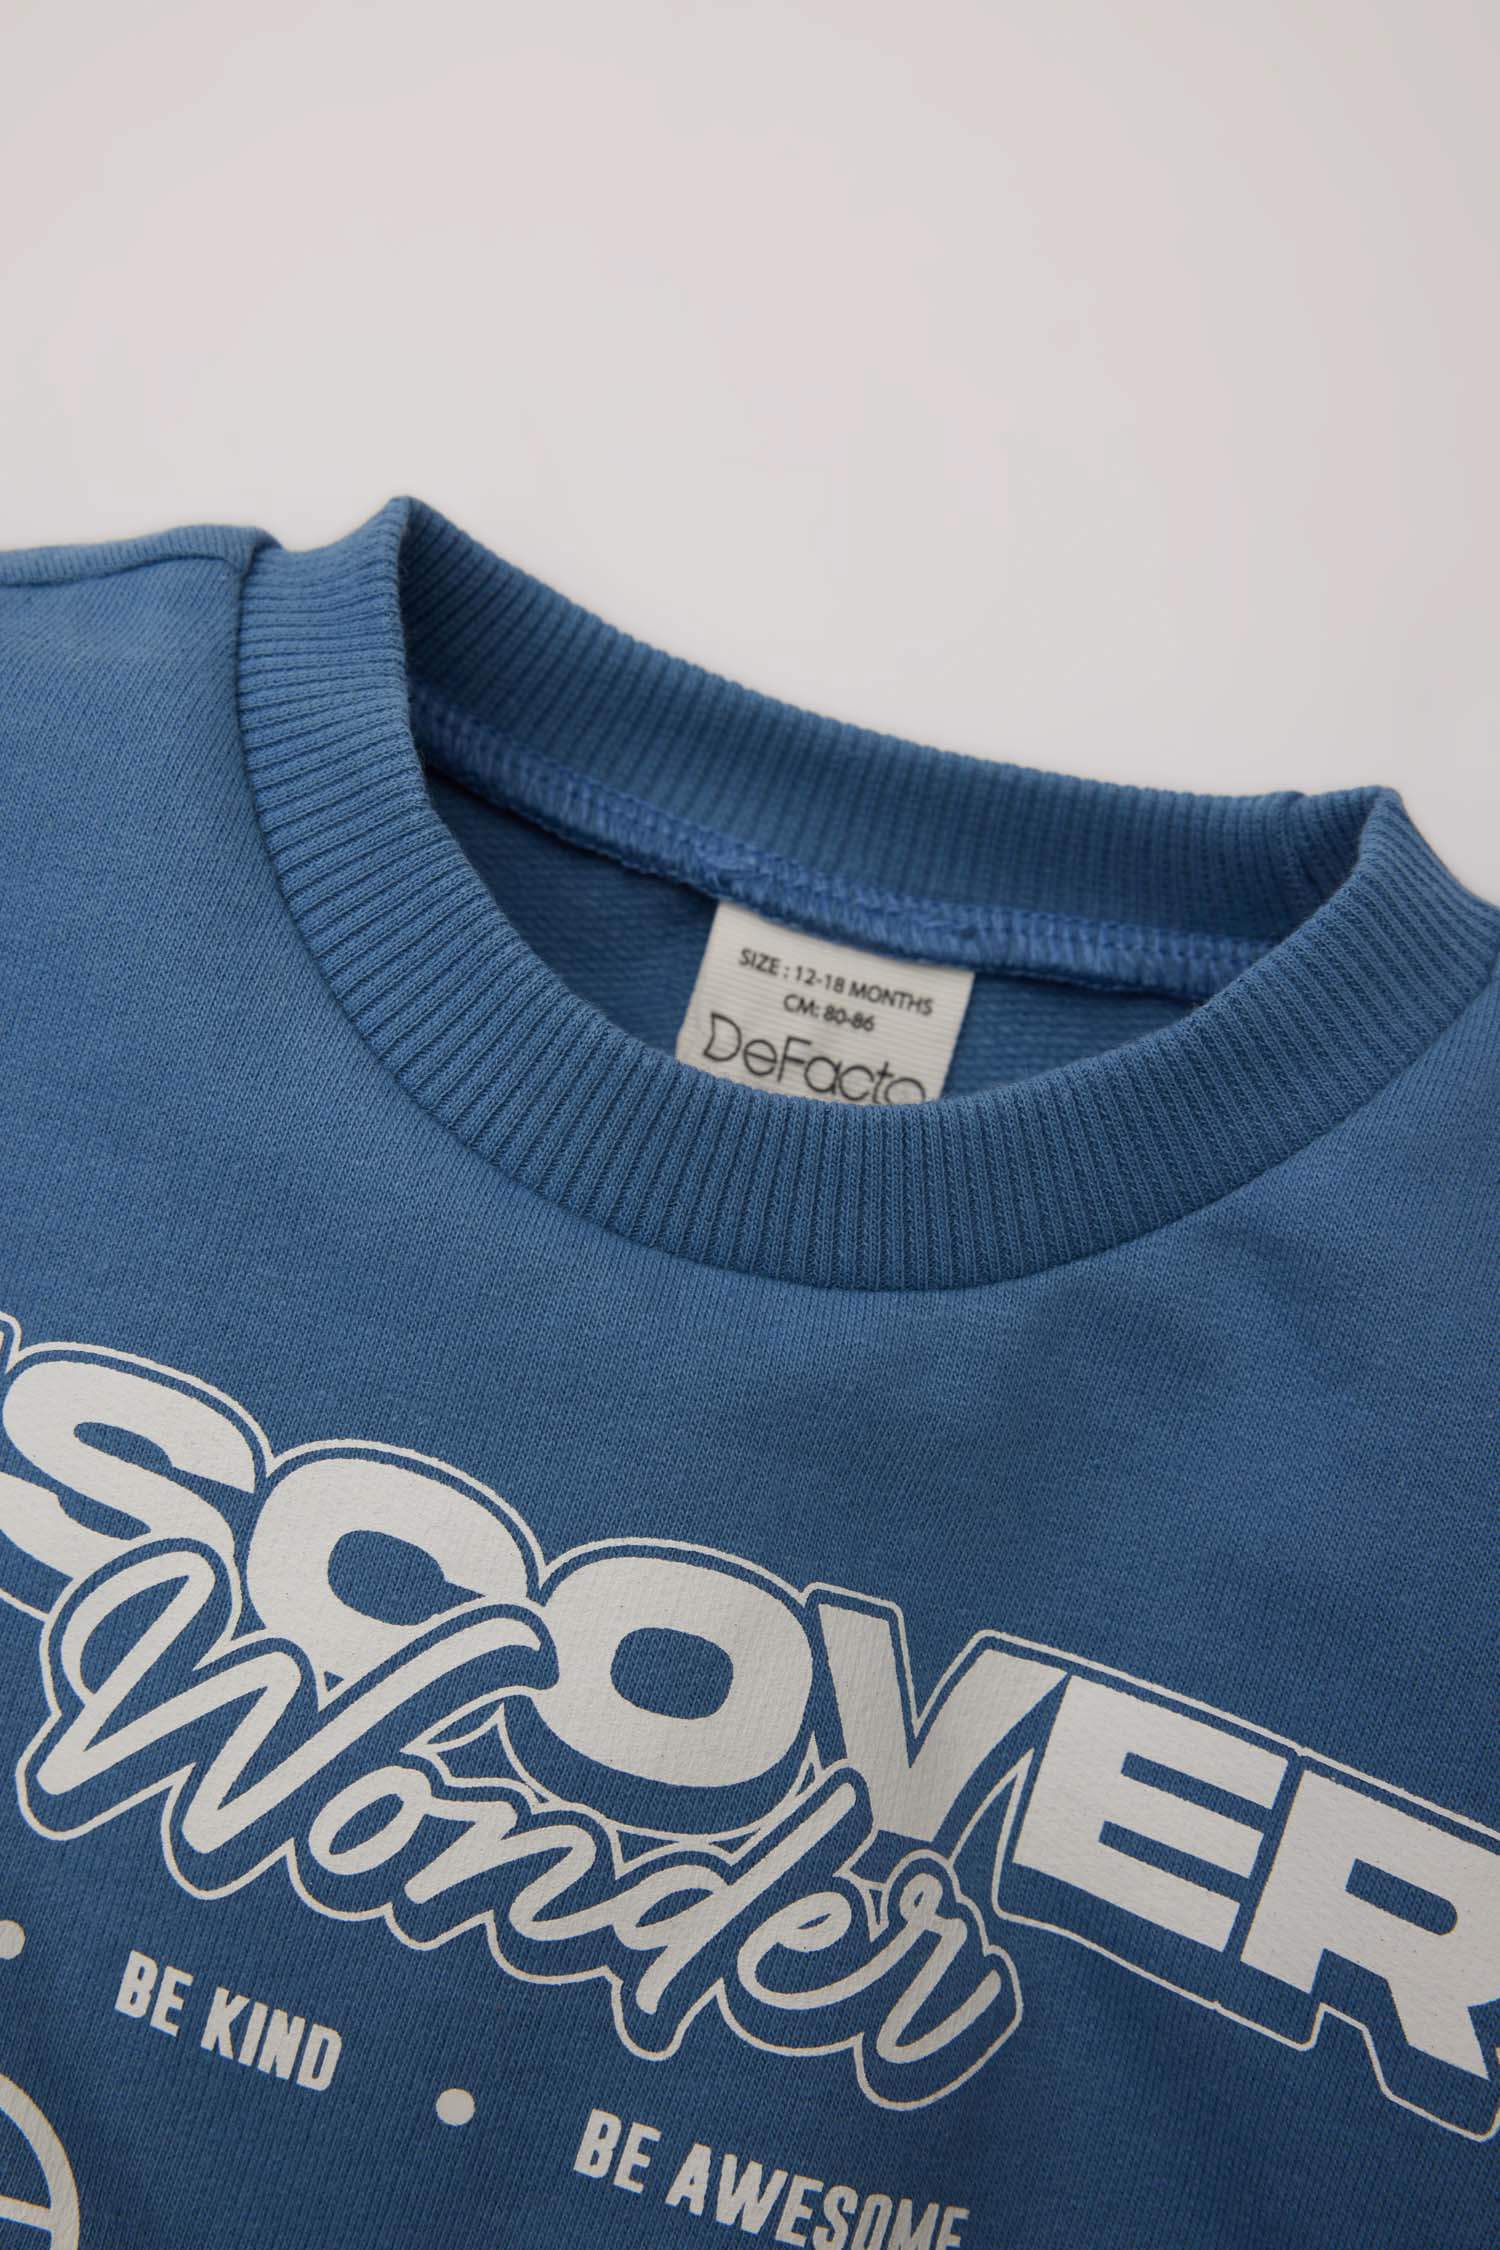 SIZE : 12-18 MONTHS
CM: 80-86
DeFacto
SCOVER
Wonder
BE KIND
BE AWESOME